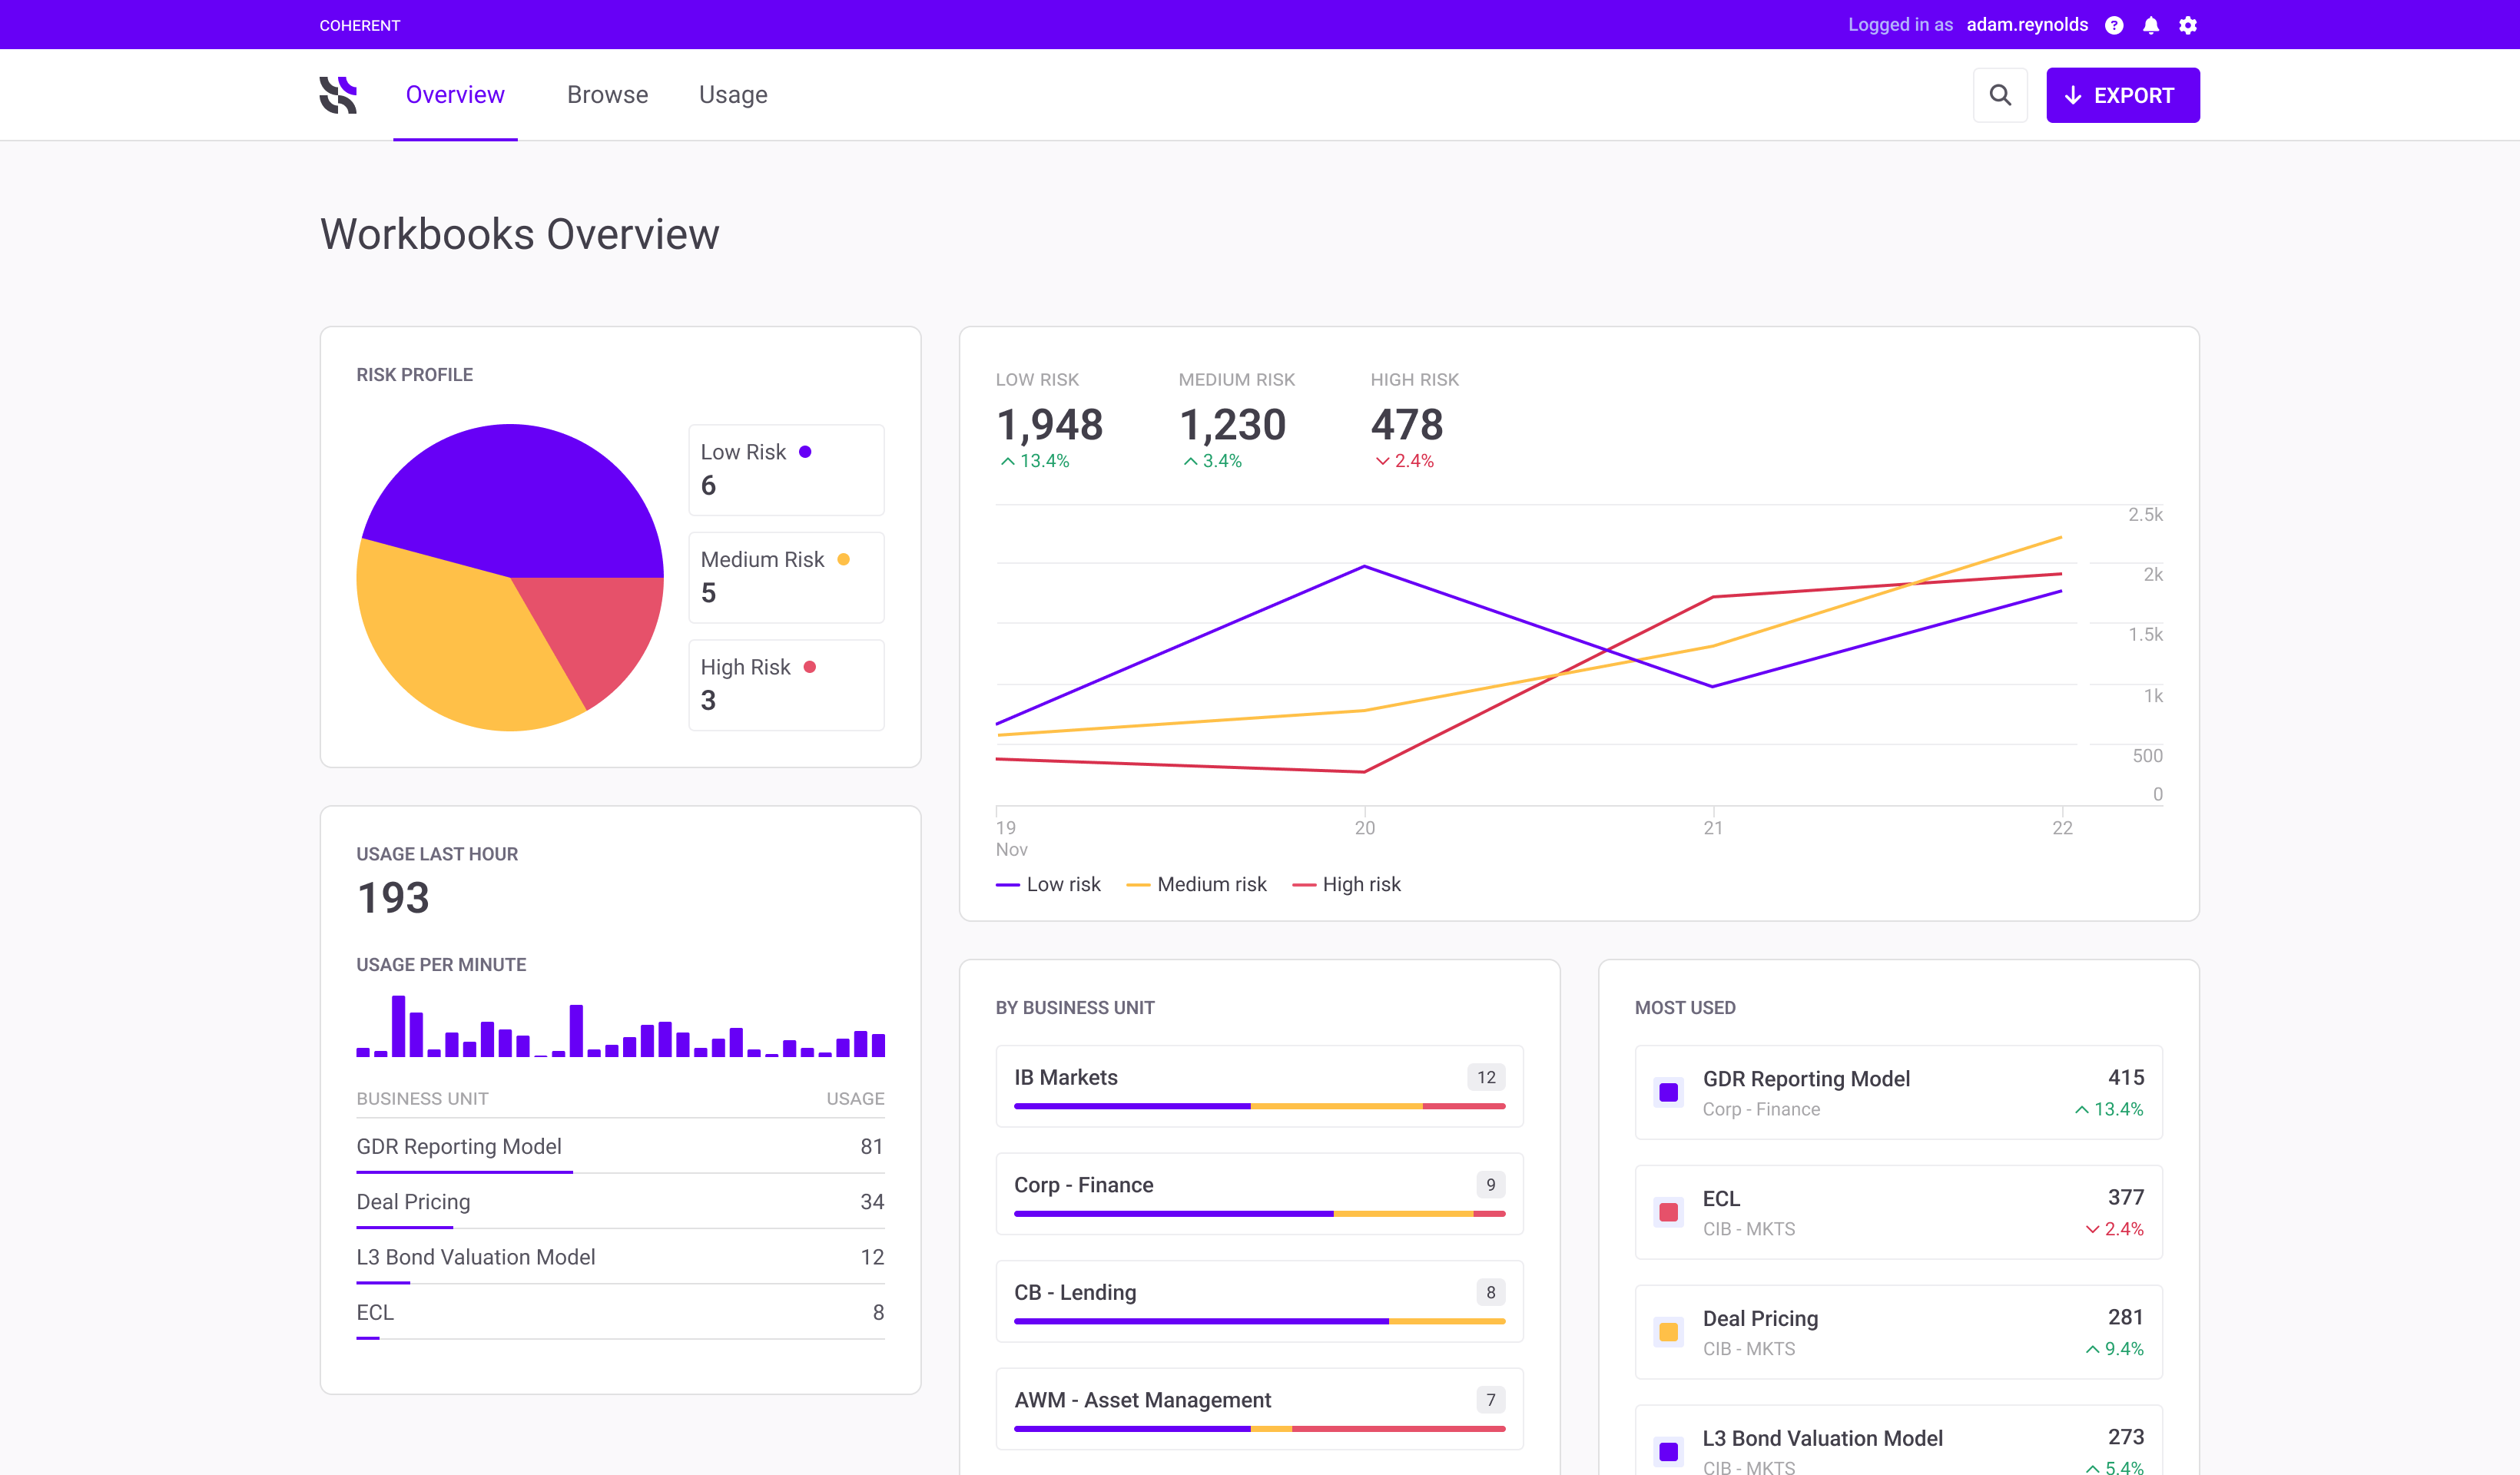 COHERENT
Logged in as adam.reynolds
Overview
Browse
Usage
EXPORT
Workbooks Overview
RISK PROFILE
Low Risk
6
Medium Risk
5
High Risk
3
LOW RISK
1,948
13.4%
MEDIUM RISK
1,230
3.4%
HIGH RISK
478
2.4%
2.5k
2k
1.5k
1k
500
0
19
Nov
20
21
22
Low risk
Medium risk
High risk
USAGE LAST HOUR
193
USAGE PER MINUTE
BUSINESS UNIT USAGE
GDR Reporting Model 81
Deal Pricing 34
L3 Bond Valuation Model 12
ECL 8
BY BUSINESS UNIT
IB Markets 12
Corp - Finance 9
CB - Lending 8
AWM - Asset Management 7
MOST USED
GDR Reporting Model 415
Corp - Finance 13.4%
ECL 377
CIB - MKTS 2.4%
Deal Pricing 281
CIB - MKTS 9.4%
L3 Bond Valuation Model 273
CIB - MKTS 5.4%